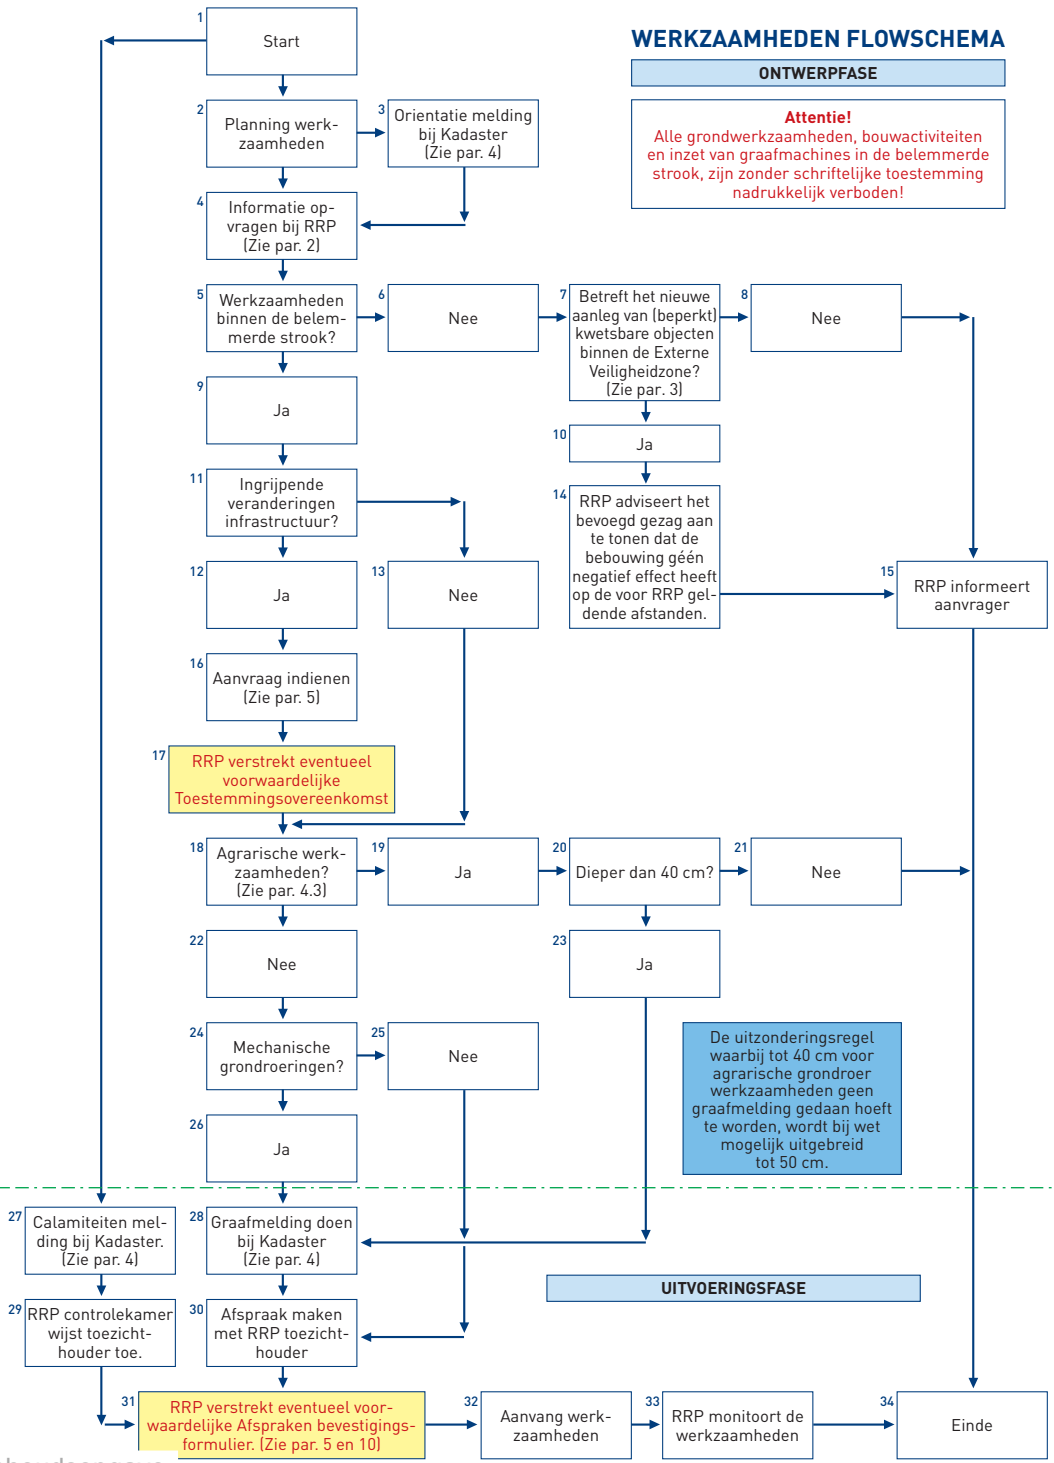 WERKZAAMHEDEN FLOWSCHEMA
ONTWERPFASE
Attentie!
Alle grondwerkzaamheden, bouwactiviteiten
en inzet van graafmachines in de belemmerde
strook, zijn zonder schriftelijke toestemming
nadrukkelijk verboden!
1
Start
2
Planning werk-
zaamheden
3
Orientatie melding
bij Kadaster
(Zie par. 4)
4
Informatie op-
vragen bij RRP
(Zie par. 2)
5
Werkzaamheden
binnen de belem-
merde strook?
6
Nee
7
Betreft het nieuwe
aanleg van (beperkt)
kwetsbare objecten
binnen de Externe
Veiligheidzone?
(Zie par. 3)
8
Nee
9
Ja
10
Ja
11
Ingrijpende
veranderingen
infrastructuur?
12
Ja
13
Nee
14
RRP adviseert het
bevoegd gezag aan
te tonen dat de
bebouwing géén
negatief effect heeft
op de voor RRP gel-
dende afstanden.
15
RRP informeert
aanvrager
16
Aanvraag indienen
(Zie par. 5)
17
RRP verstrekt eventueel
voorwaardelijke
Toestemmingsovereenkomst
18
Agrarische werk-
zaamheden?
(Zie par. 4.3)
19
Ja
20
Dieper dan 40 cm?
21
Nee
22
Nee
23
Ja
24
Mechanische
grondroeringen?
25
Nee
De uitzonderingsregel
waarbij tot 40 cm voor
agrarische grondroer
werkzaamheden geen
graafmelding gedaan hoeft
te worden, wordt bij wet
mogelijk uitgebreid
tot 50 cm.
26
Ja
27
Calamiteiten mel-
ding bij Kadaster.
(Zie par. 4)
28
Graafmelding doen
bij Kadaster
(Zie par. 4)
UITVOERINGSFASE
29
RRP controlekamer
wijst toezicht-
houder toe.
30
Afspraak maken
met RRP toezicht-
houder
31
RRP verstrekt eventueel voor-
waardelijke Afspraken bevestigings-
formulier. (Zie par. 5 en 10)
32
Aanvang werk-
zaamheden
33
RRP monitoort de
werkzaamheden
34
Einde